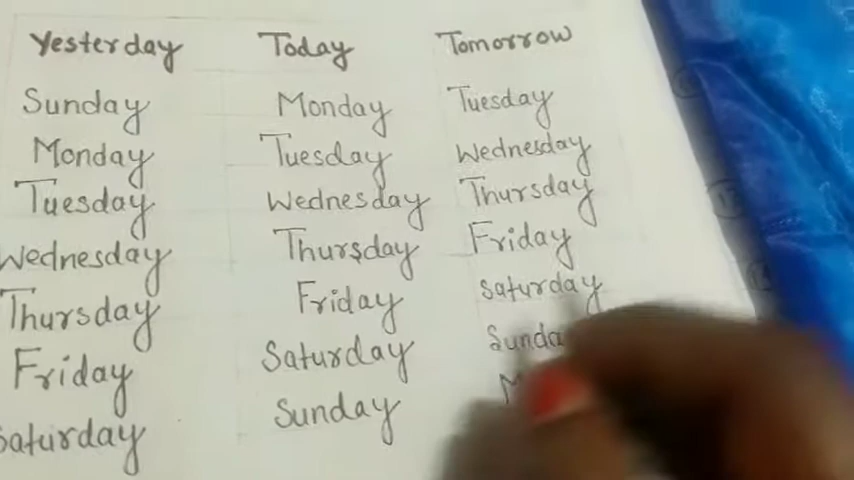 Yesterday Today Tomorrow
Sunday Monday Tuesday
Monday Tuesday Wednesday
Tuesday Wednesday Thursday
Wednesday Thursday Friday
Thursday Friday Saturday
Friday Saturday
Saturday Sunday